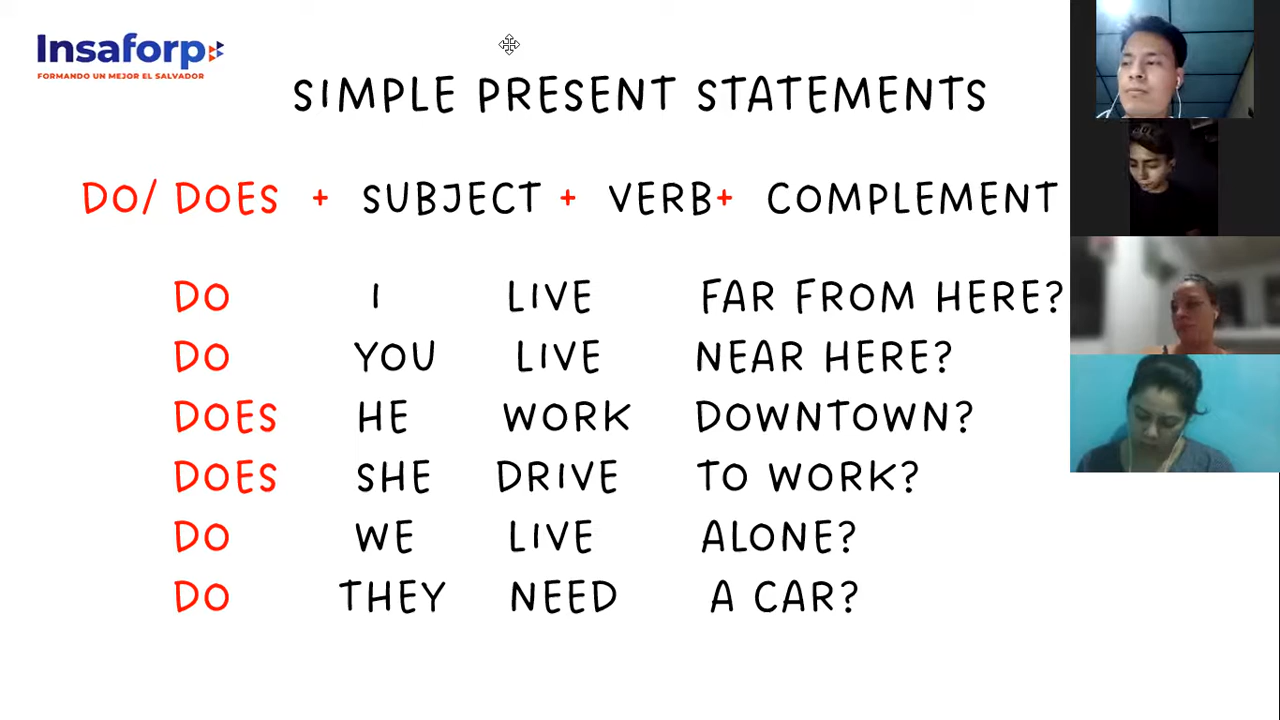 Insaforp
FORMANDO UN MEJOR EL SALVADOR
SIMPLE PRESENT STATEMENTS
DO/ DOES + SUBJECT + VERB+ COMPLEMENT
DO I LIVE FAR FROM HERE?
DO YOU LIVE NEAR HERE?
DOES HE WORK DOWNTOWN?
DOES SHE DRIVE TO WORK?
DO WE LIVE ALONE?
DO THEY NEED A CAR?